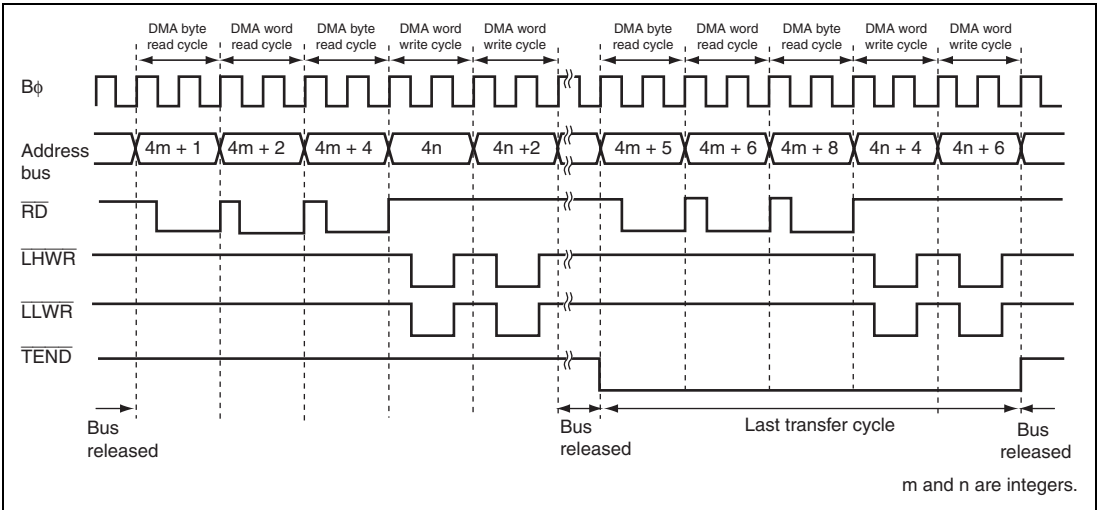 DMA byte read cycle
DMA word read cycle
DMA byte read cycle
DMA word write cycle
DMA word write cycle
DMA byte read cycle
DMA word read cycle
DMA byte read cycle
DMA word write cycle
DMA word write cycle
Bϕ
Address bus
4m + 1
4m + 2
4m + 4
4n
4n +2
4m + 5
4m + 6
4m + 8
4n + 4
4n + 6
RD
LHWR
LLWR
TEND
Bus released
Bus released
Last transfer cycle
Bus released
m and n are integers.